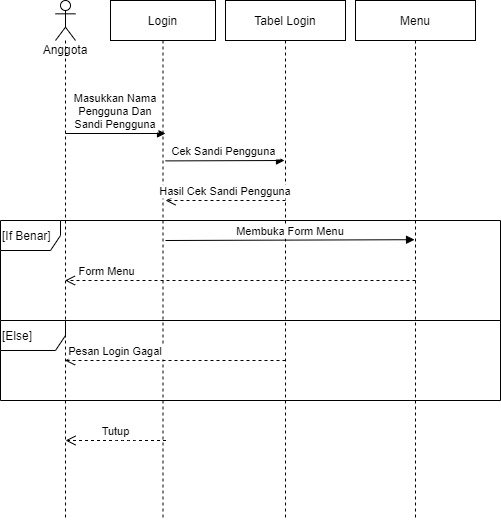 Anggota
Login
Tabel Login
Menu
Masukkan Nama
Pengguna Dan
Sandi Pengguna
Cek Sandi Pengguna
Hasil Cek Sandi Pengguna
[If Benar]
Membuka Form Menu
Form Menu
[Else]
Pesan Login Gagal
Tutup